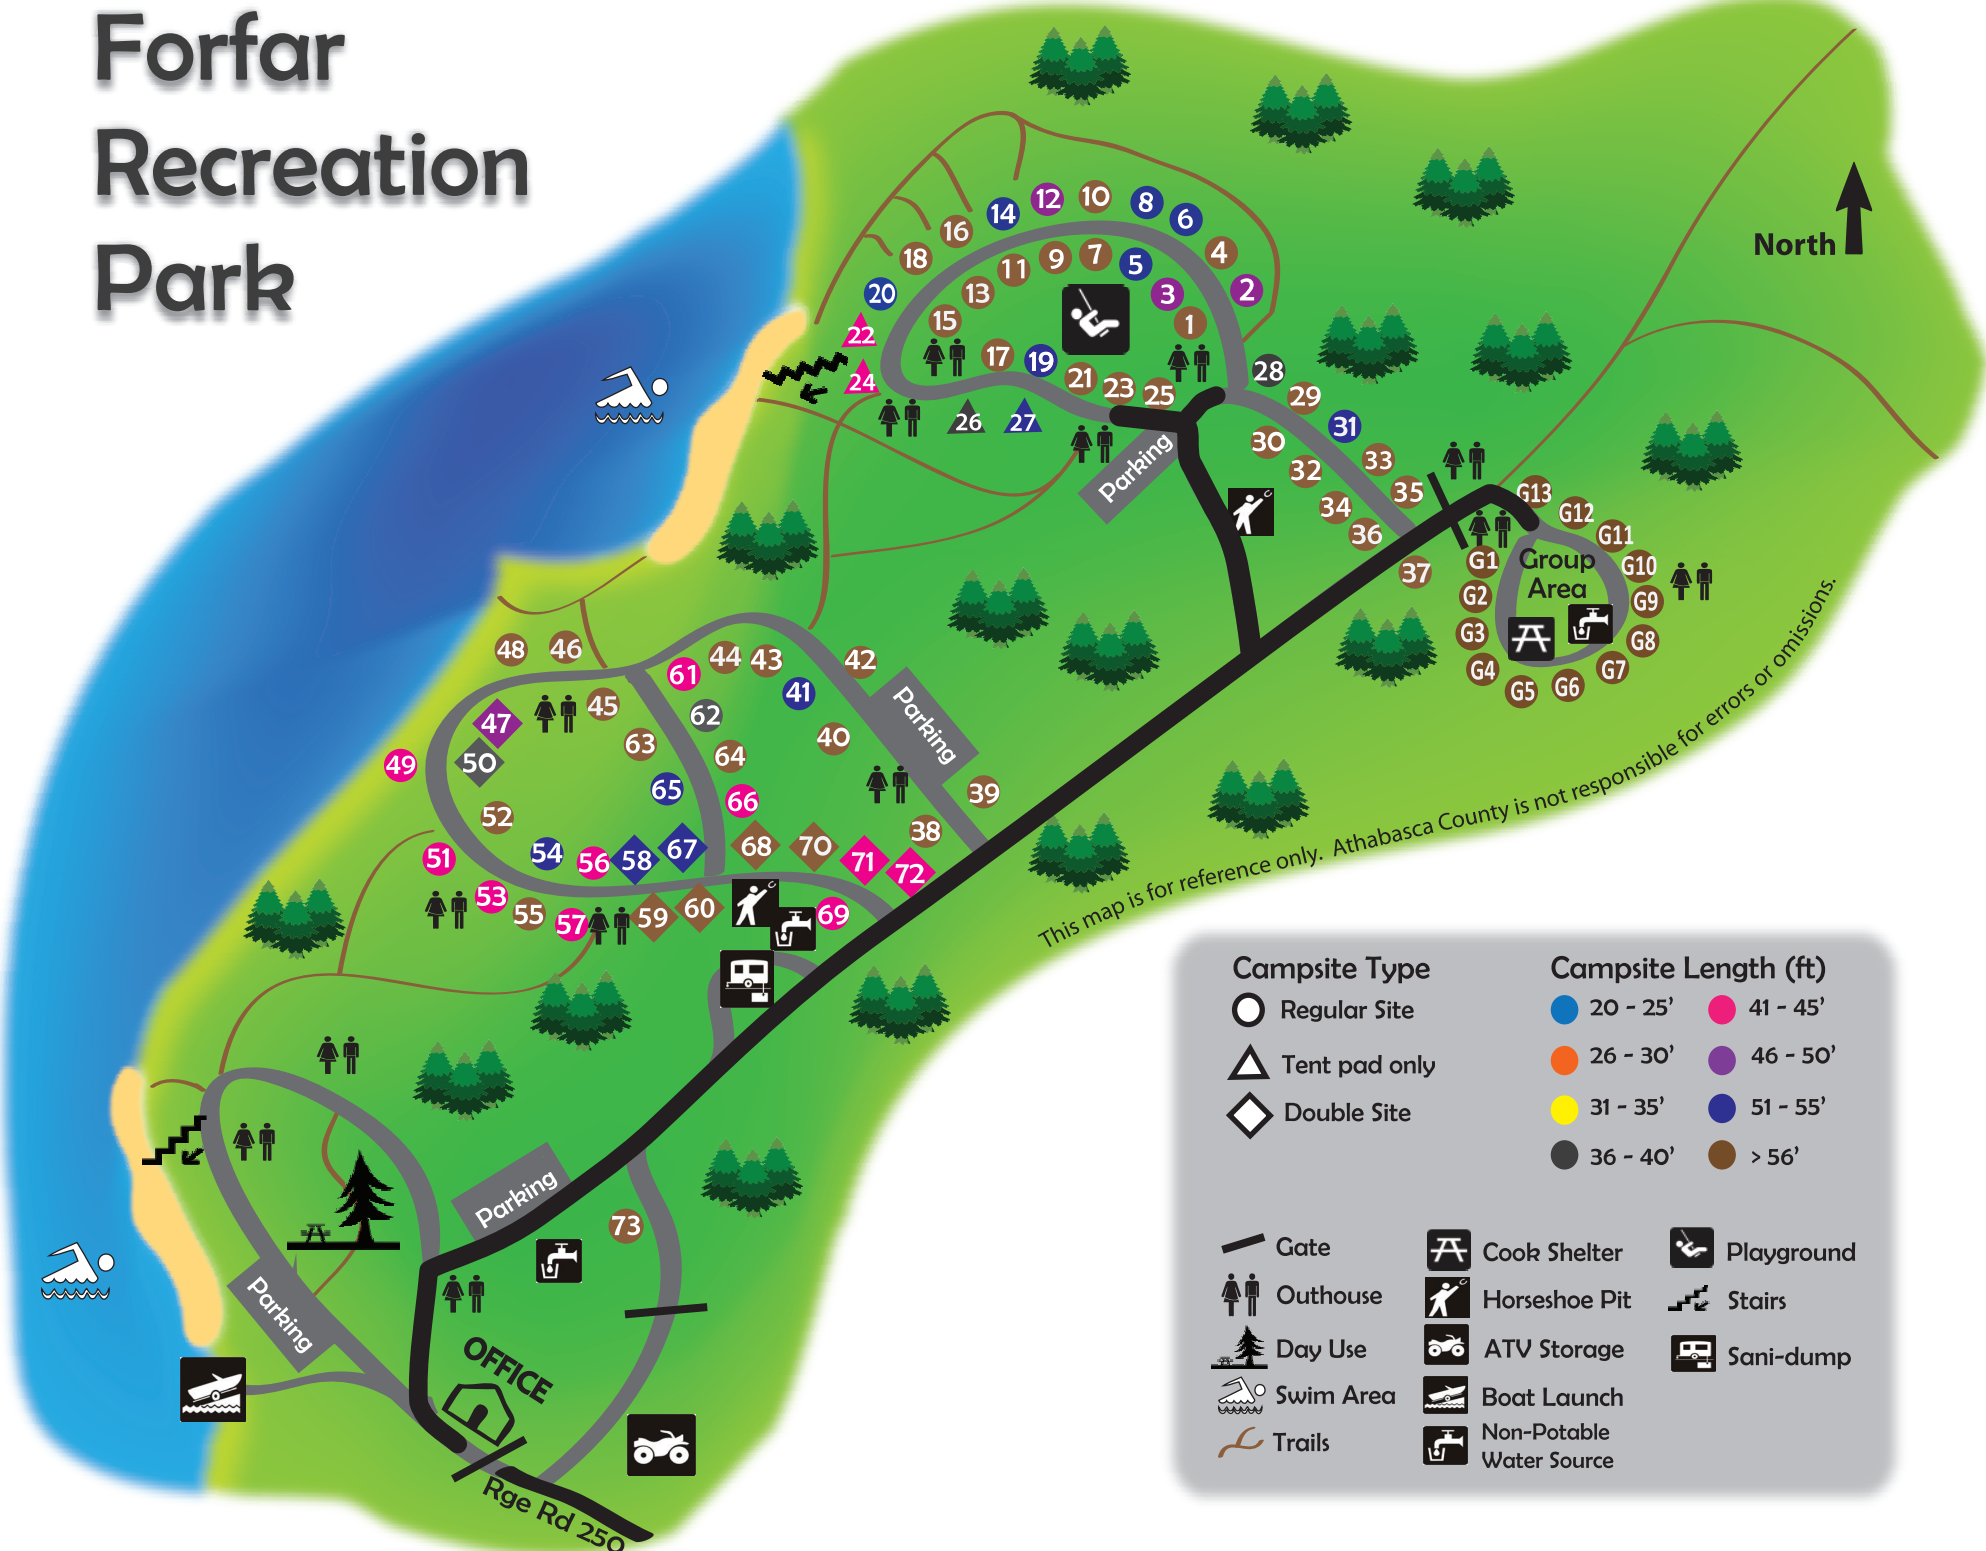 Forfar
Recreation
Park
North
12
10
8
14
6
16
4
18
9
7
5
11
20
13
3
2
15
1
22
17
19
28
24
21
23
25
29
26
27
31
30
Parking
33
32
35
34
G13
36
G12
G11
37
G1
Group
Area
G10
G2
G9
G3
G8
G4
G7
G5
G6
48
46
61
44
43
42
41
45
62
47
Parking
63
40
64
49
50
65
66
39
52
38
54
56
58
67
68
70
71
72
51
53
55
57
59
60
69
This map is for reference only. Athabasca County is not responsible for errors or omissions.
Parking
73
Parking
OFFICE
Rge Rd 250
Campsite Type
Regular Site
Tent pad only
Double Site
Campsite Length (ft)
20 - 25'
41 - 45'
26 - 30'
46 - 50'
31 - 35'
51 - 55'
36 - 40'
> 56'
Gate
Outhouse
Day Use
Swim Area
Trails
Cook Shelter
Horseshoe Pit
ATV Storage
Boat Launch
Non-Potable
Water Source
Playground
Stairs
Sani-dump